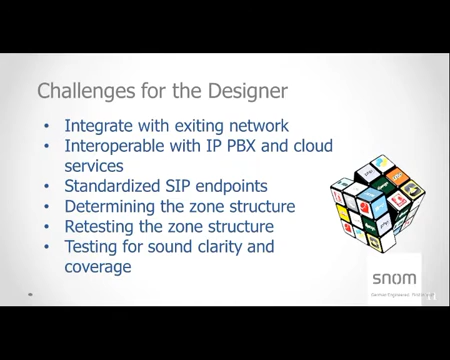 Challenges for the Designer
• Integrate with exiting network
• Interoperable with IP PBX and cloud
services
• Standardized SIP endpoints
• Determining the zone structure
• Retesting the zone structure
• Testing for sound clarity and
coverage
snom